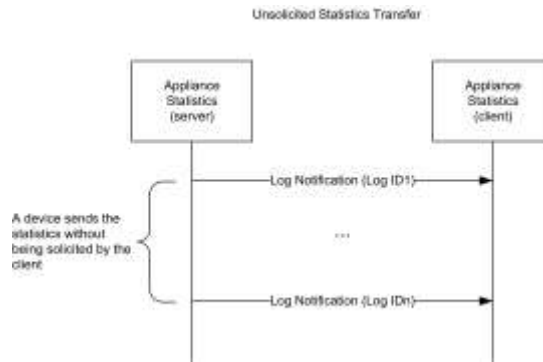 Unsolicited Statistics Transfer
Appliance
Statistics
(server)
Appliance
Statistics
(client)
Log Notification (Log ID1)
A device sends the
statistics without
being solicited by the
client
...
Log Notification (Log IDn)